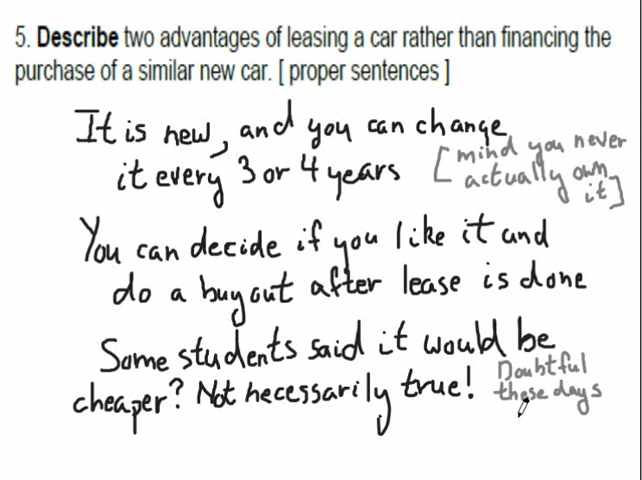 5. Describe two advantages of leasing a car rather than financing the
purchase of a similar new car. [ proper sentences ]
It is new, and you can change
it every 3 or 4 years
[mind you never
actually own
it]
You can decide if you like it and
do a buyout after lease is done
Some students said it would be
cheaper? Not necessarily true!
Doubtful
these days